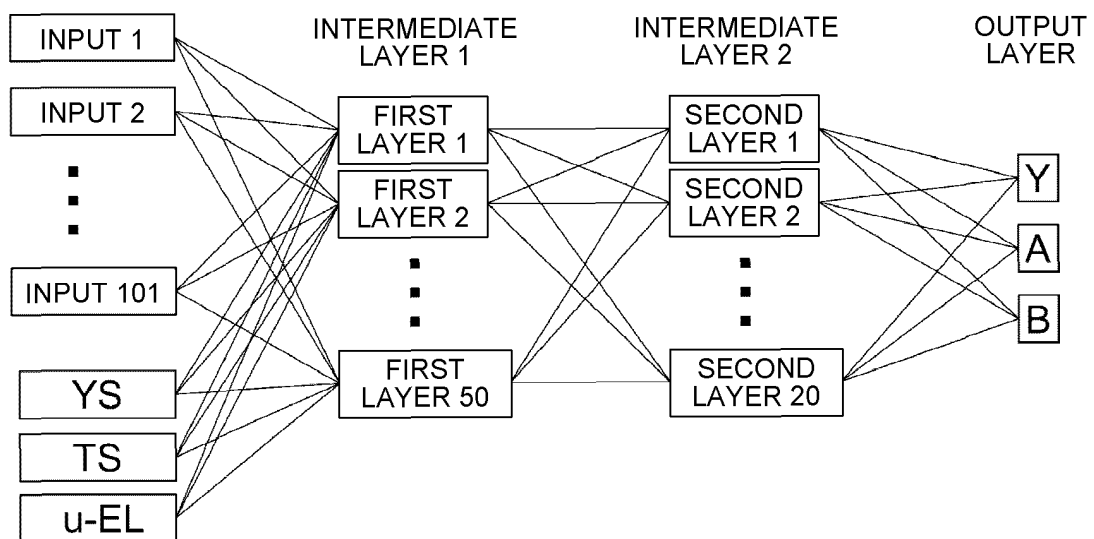 INPUT 1
INPUT 2
INPUT 101
YS
TS
u-EL
INTERMEDIATE
LAYER 1
FIRST
LAYER 1
FIRST
LAYER 2
FIRST
LAYER 50
INTERMEDIATE
LAYER 2
SECOND
LAYER 1
SECOND
LAYER 2
SECOND
LAYER 20
OUTPUT
LAYER
Y
A
B